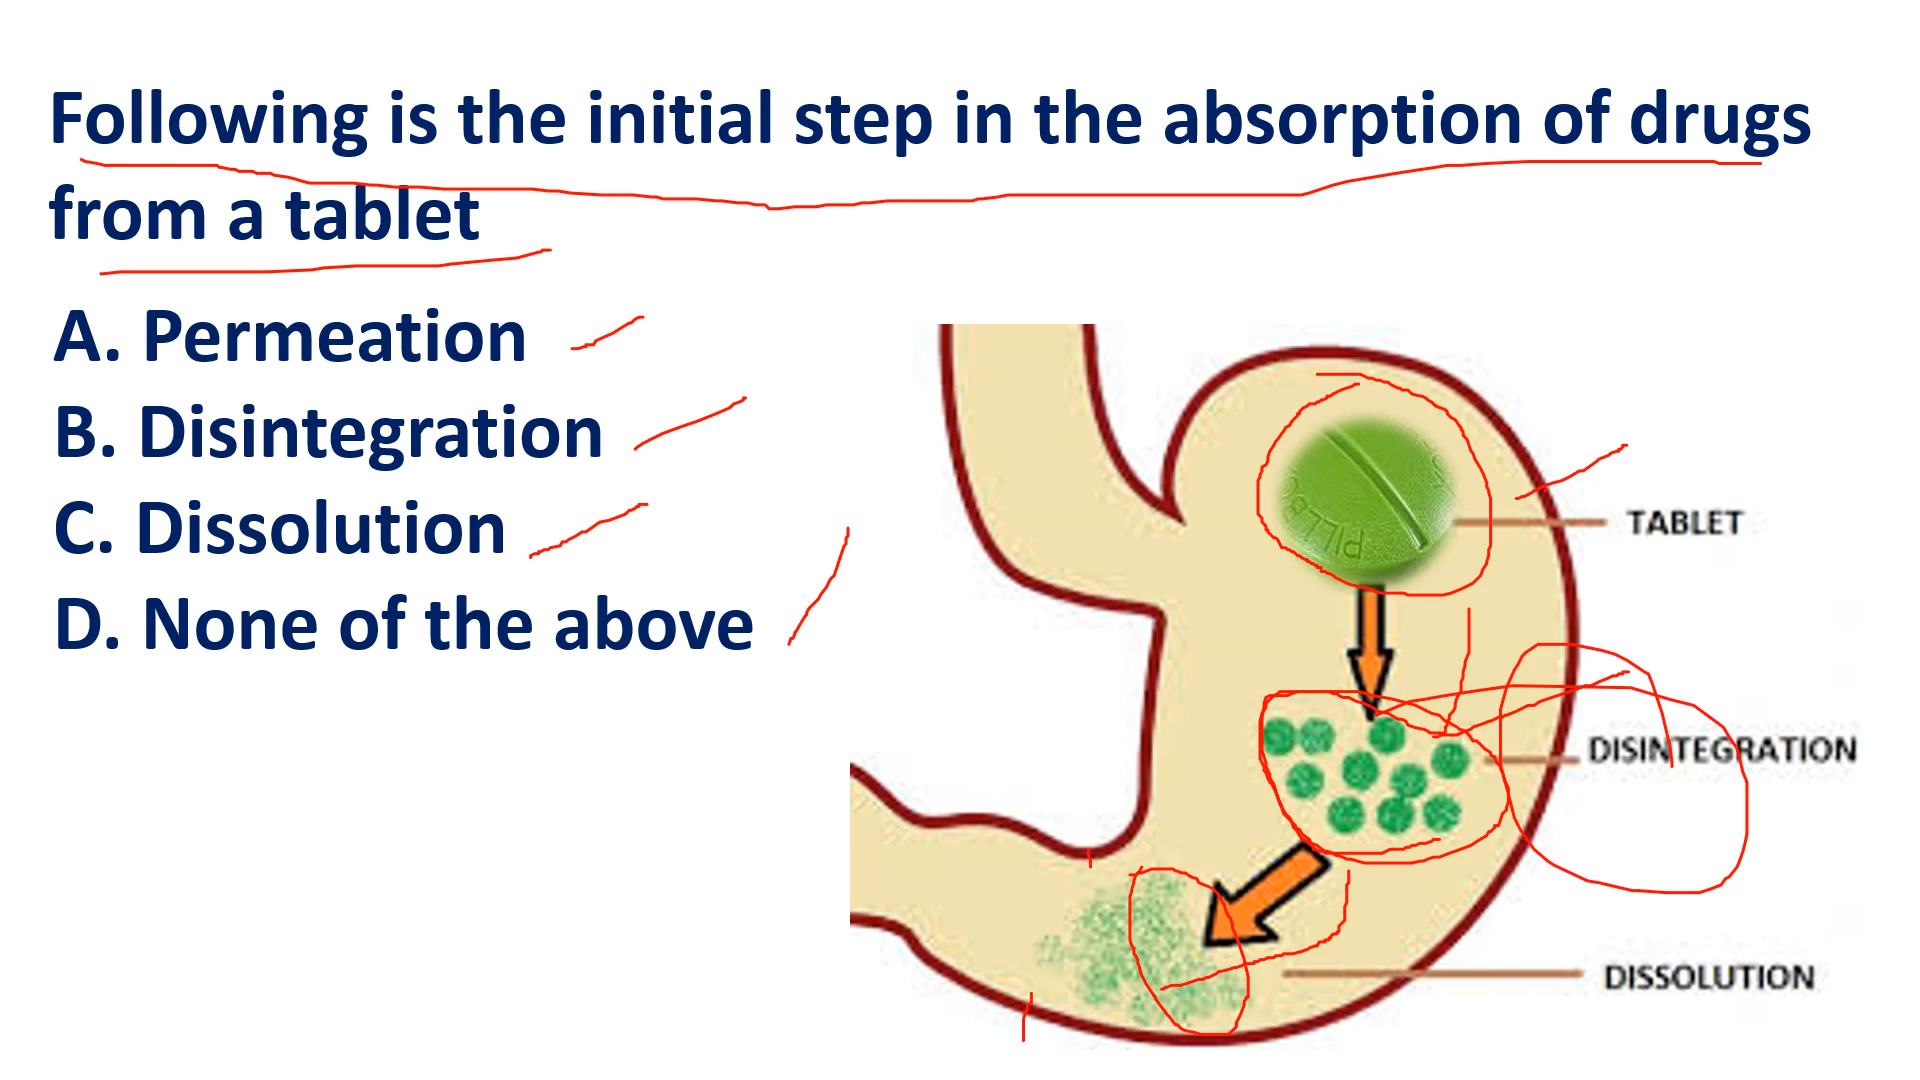 Following is the initial step in the absorption of drugs
from a tablet
A. Permeation
B. Disintegration
C. Dissolution
D. None of the above
TABLET
DISINTEGRATION
DISSOLUTION